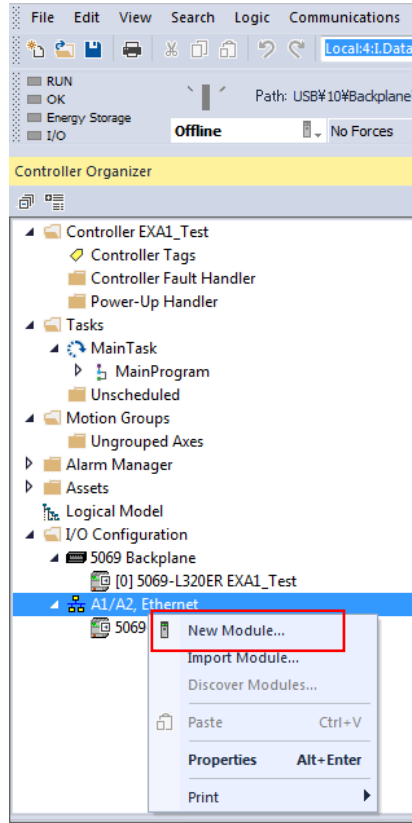 File Edit View Search Logic Communications
Local:4:I.Data
RUN
OK
Energy Storage
I/O
Path: USB¥10¥Backplane
Offline
No Forces
Controller Organizer
Controller EXA1_Test
Controller Tags
Controller Fault Handler
Power-Up Handler
Tasks
MainTask
MainProgram
Unscheduled
Motion Groups
Ungrouped Axes
Alarm Manager
Assets
Logical Model
I/O Configuration
5069 Backplane
[0] 5069-L320ER EXA1_Test
A1/A2, Ethernet
5069
New Module...
Import Module...
Discover Modules...
Paste Ctrl+V
Properties Alt+Enter
Print